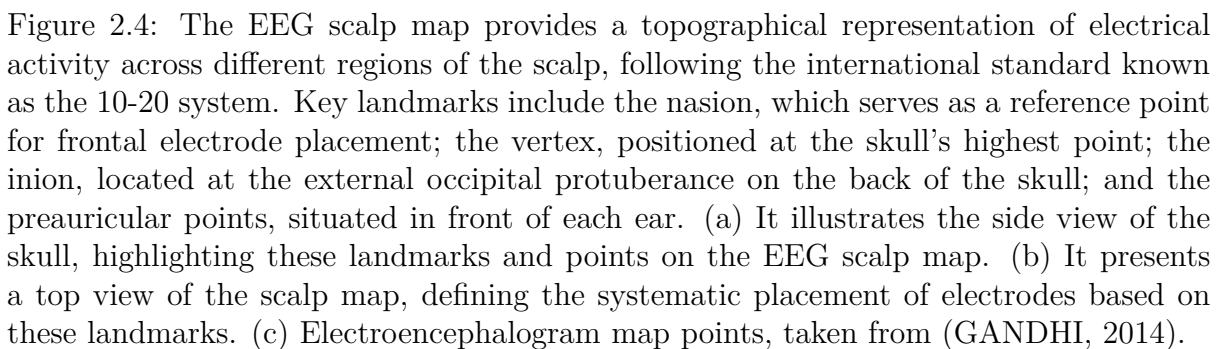 Figure 2.4: The EEG scalp map provides a topographical representation of electrical
activity across different regions of the scalp, following the international standard known
as the 10-20 system. Key landmarks include the nasion, which serves as a reference point
for frontal electrode placement; the vertex, positioned at the skull's highest point; the
inion, located at the external occipital protuberance on the back of the skull; and the
preauricular points, situated in front of each ear. (a) It illustrates the side view of the
skull, highlighting these landmarks and points on the EEG scalp map. (b) It presents
a top view of the scalp map, defining the systematic placement of electrodes based on
these landmarks. (c) Electroencephalogram map points, taken from (GANDHI, 2014).